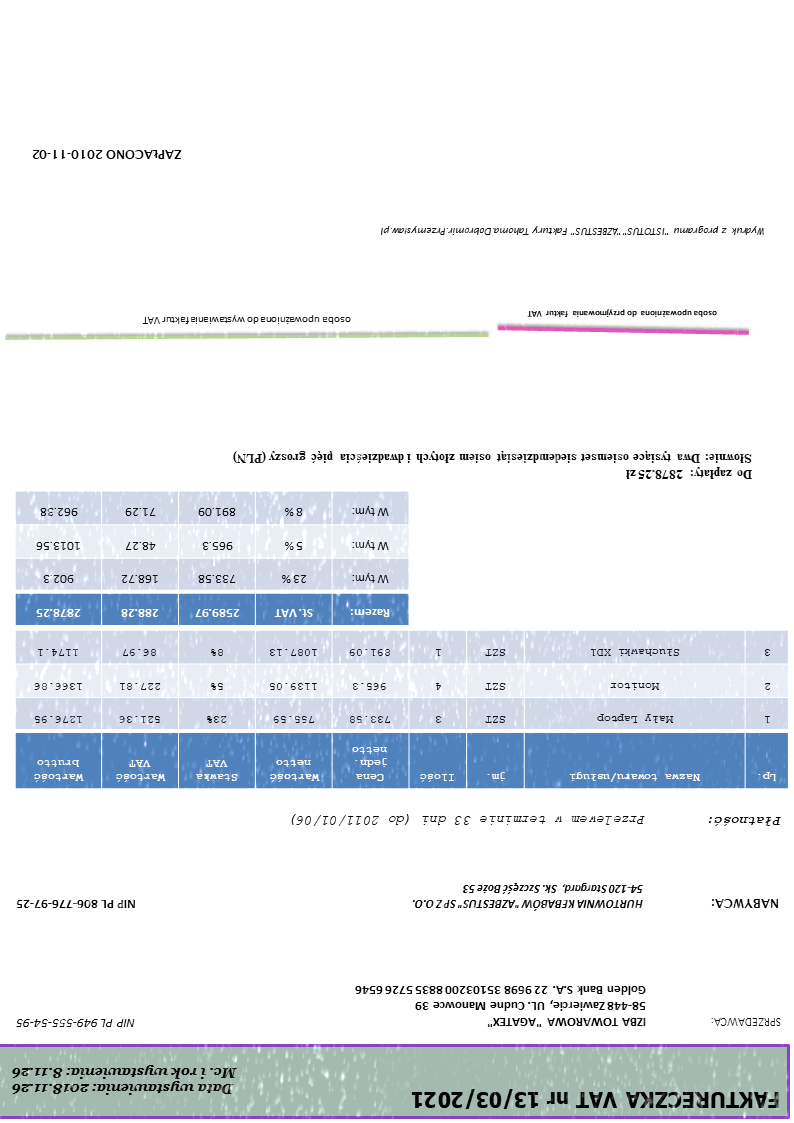 FAKTURECZKA VAT nr 13/03/2021
Data wystawienia: 2018.11.26
Mc. i rok wystawienia: 8.11.26
SPRZEDAWCA: IZBA TOWAROWA "AGATEX" NIP PL 949-555-54-95
58-448 Zawiercie, UL. Cudne Manowce 39
Golden Bank S.A. 22 9698 35103200 8835 5726 6546
NABYWCA: HURTOWNIA KEBABÓW "AZBESTUS" SP Z O.O. NIP PL 806-776-97-25
54-120 Stargard, Sk. Szczęść Boże 53
Płatność: Przelewem w terminie 33 dni (do 2011/01/06)
Lp. Nazwa towaru/usługi jm. Ilość Cena jedn. netto Wartość netto Stawka VAT Wartość VAT Wartość brutto
1 Mały Laptop SZT 3 733.58 755.59 23% 521.36 1276.95
2 Monitor SZT 4 965.3 1139.05 5% 227.81 1366.86
3 Słuchawki XD1 SZT 1 891.09 1087.13 8% 86.97 1174.1
Razem: St. VAT 2589.97 288.28 2878.25
W tym: 23% 733.58 168.72 902.3
W tym: 5% 965.3 48.27 1013.56
W tym: 8% 891.09 71.29 962.38
Do zapłaty: 2878.25 zł
Słownie: Dwa tysiące osiemset siedemdziesiąt osiem złotych i dwadzieścia pięć groszy (PLN)
osoba upoważniona do przyjmowania faktur VAT
osoba upoważniona do wystawiania faktur VAT
Wydruk z programu "ISTOTUS" "AZBESTUS" Faktury Tahoma.Dobromir.Przemysław.pl
ZAPŁACONO 2010-11-02